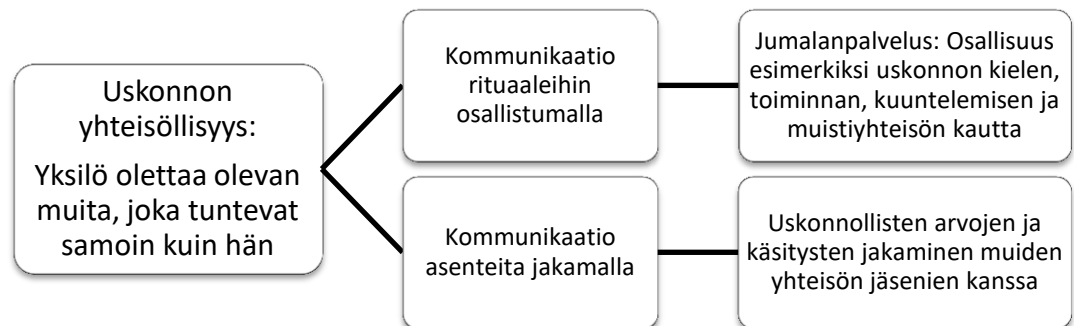 Uskonnon
yhteisöllisyys:
Yksilö olettaa olevan
muita, joka tuntevat
samoin kuin hän
Kommunikaatio
rituaaleihin
osallistumalla
Jumalanpalvelus: Osallisuus
esimerkiksi uskonnon kielen,
toiminnan, kuuntelemisen ja
muistiyhteisön kautta
Kommunikaatio
asenteita jakamalla
Uskonnollisten arvojen ja
käsitysten jakaminen muiden
yhteisön jäsenien kanssa